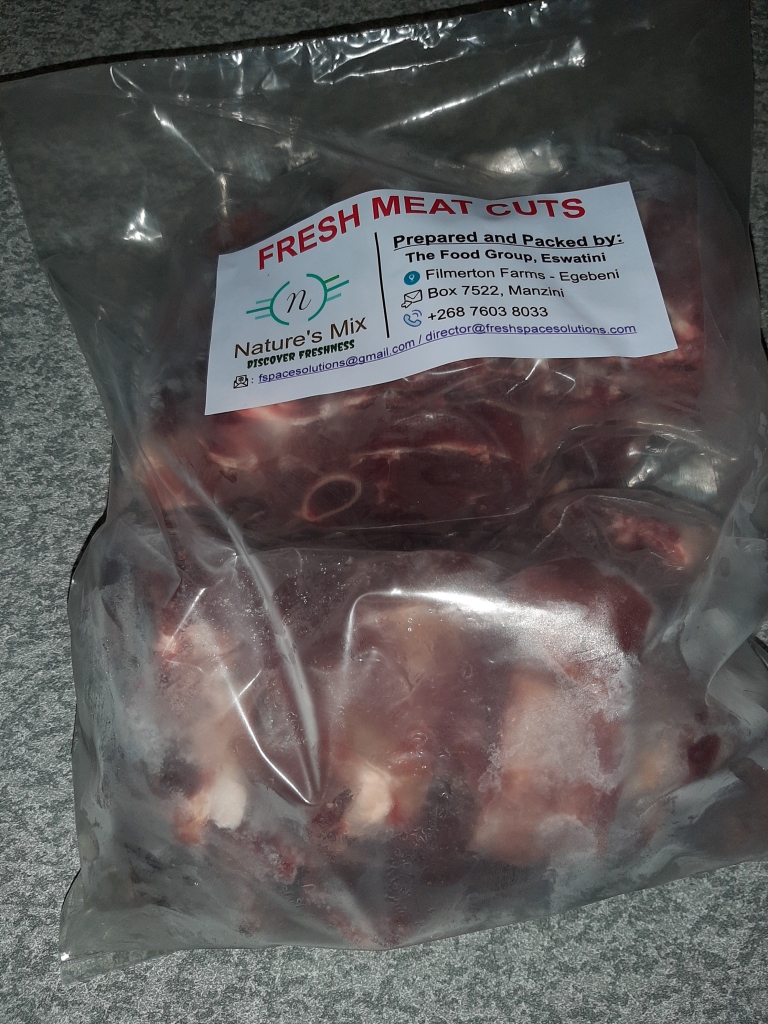 FRESH MEAT CUTS
n
Nature's Mix
DISCOVER FRESHNESS
Prepared and Packed by:
The Food Group, Eswatini
Filmerton Farms - Egebeni
Box 7522, Manzini
+268 7603 8033
: fspacesolutions@gmail.com / director@freshspacesolutions.com